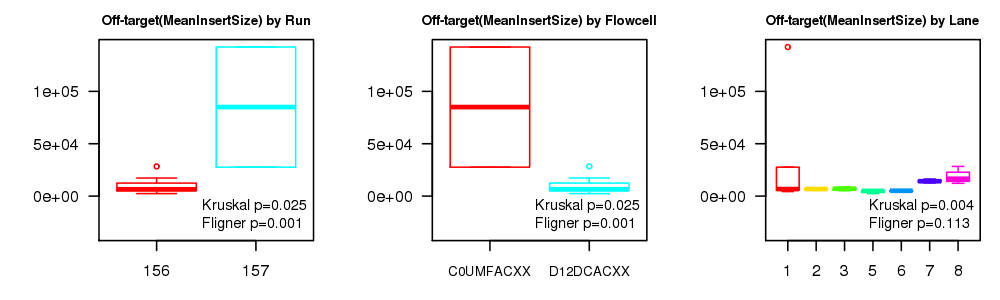 Off-target(MeanInsertSize) by Run
1e+05
5e+04
0e+00
Kruskal p=0.025
Fligner p=0.001
156 157
Off-target(MeanInsertSize) by Flowcell
1e+05
5e+04
0e+00
Kruskal p=0.025
Fligner p=0.001
C0UMFACXX D12DCACXX
Off-target(MeanInsertSize) by Lane
1e+05
5e+04
0e+00
Kruskal p=0.004
Fligner p=0.113
1 2 3 5 6 7 8